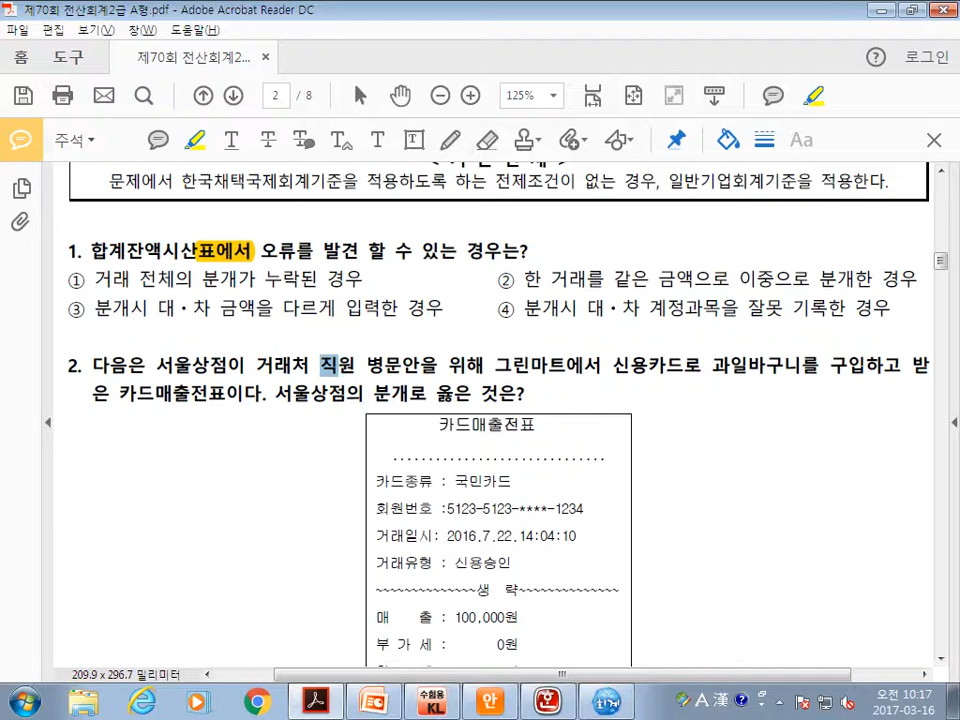 제70회 전산회계2급 A형.pdf - Adobe Acrobat Reader DC
파일 편집 보기(V) 창(W) 도움말(H)
홈 도구 제70회 전산회계2... × 로그인
2 / 8 125%
주석 Aa
문제에서 한국채택국제회계기준을 적용하도록 하는 전제조건이 없는 경우, 일반기업회계기준을 적용한다.
1. 합계잔액시산표에서 오류를 발견 할 수 있는 경우는?
① 거래 전체의 분개가 누락된 경우 ② 한 거래를 같은 금액으로 이중으로 분개한 경우
③ 분개시 대・차 금액을 다르게 입력한 경우 ④ 분개시 대・차 계정과목을 잘못 기록한 경우
2. 다음은 서울상점이 거래처 직원 병문안을 위해 그린마트에서 신용카드로 과일바구니를 구입하고 받
은 카드매출전표이다. 서울상점의 분개로 옳은 것은?
카드매출전표
..............................
카드종류 : 국민카드
회원번호 :5123-5123-****-1234
거래일시: 2016.7.22.14:04:10
거래유형 : 신용승인
~~~~~~~~~~~~~~생 략~~~~~~~~~~~~~~
매 출 : 100,000원
부 가 세 : 0원
209.9 x 296.7 밀리미터
수험용
KL
안
A 漢
오전 10:17
2017-03-16